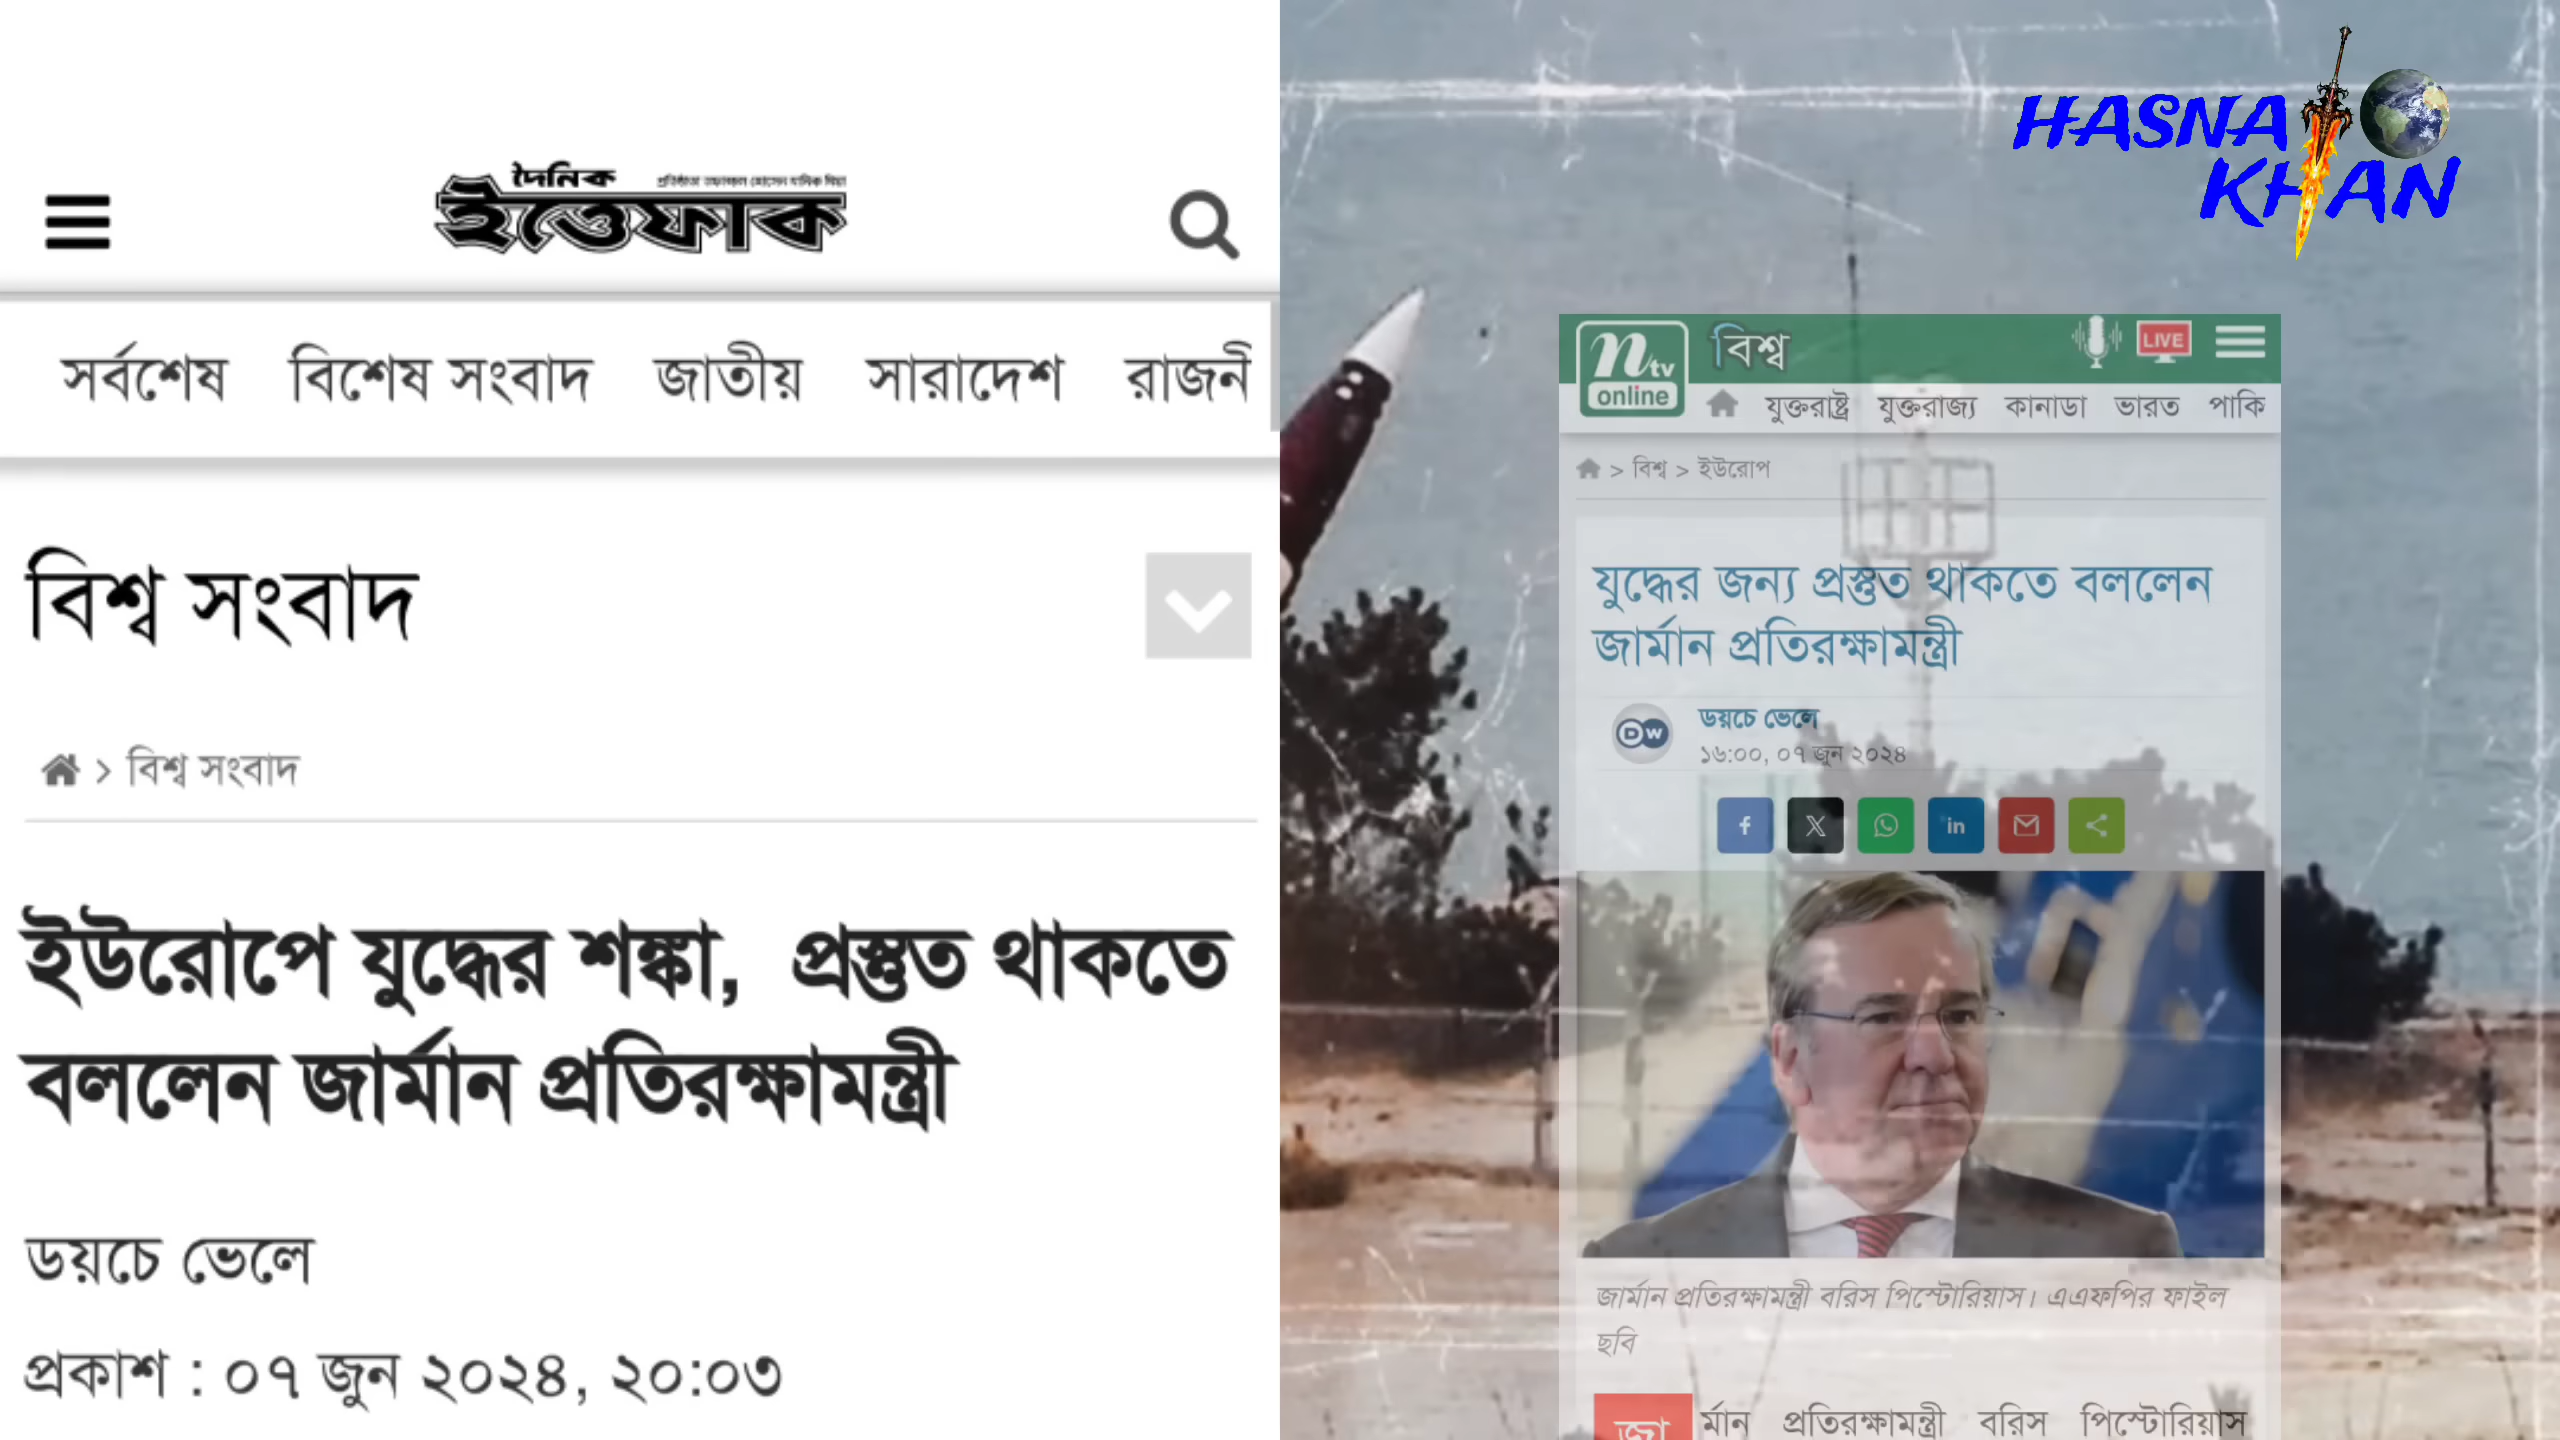 দৈনিক
ইত্তেফাক
সর্বশেষ বিশেষ সংবাদ জাতীয় সারাদেশ রাজনী
বিশ্ব সংবাদ
> বিশ্ব সংবাদ
ইউরোপে যুদ্ধের শঙ্কা, প্রস্তুত থাকতে
বললেন জার্মান প্রতিরক্ষামন্ত্রী
ডয়চে ভেলে
প্রকাশ : ০৭ জুন ২০২৪, ২০:০৩
HASNA
KHAN
ntv
online
বিশ্ব
LIVE
যুক্তরাষ্ট্র যুক্তরাজ্য কানাডা ভারত পাকি
> বিশ্ব > ইউরোপ
যুদ্ধের জন্য প্রস্তুত থাকতে বললেন
জার্মান প্রতিরক্ষামন্ত্রী
DW
ডয়চে ভেলে
১৬:০০, ০৭ জুন ২০২৪
জার্মান প্রতিরক্ষামন্ত্রী বরিস পিস্টোরিয়াস। এএফপির ফাইল
ছবি
জার্মান প্রতিরক্ষামন্ত্রী বরিস পিস্টোরিয়াস